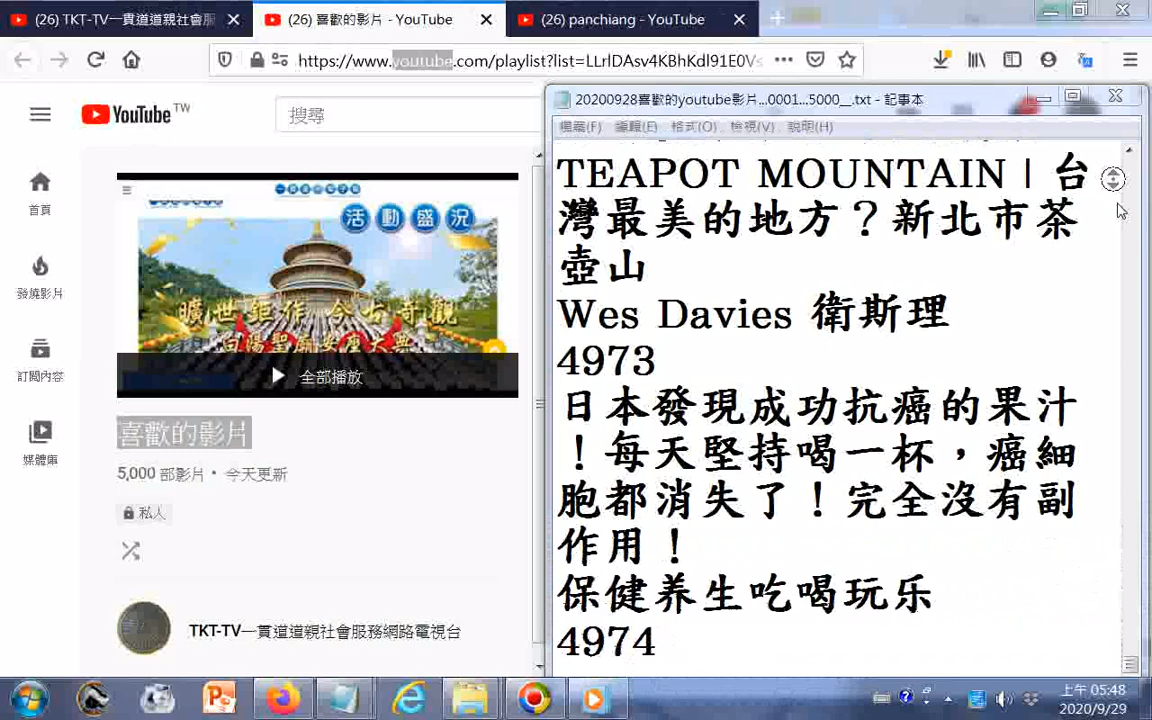 (26) TKT-TV一貫道道親社會服
(26) 喜歡的影片 - YouTube
(26) panchiang - YouTube
https://www.youtube.com/playlist?list=LLrlDAsv4KBhKdl91E0Vs
YouTube TW
搜尋
首頁
發燒影片
訂閱內容
媒體庫
活動盛況
曠世鉅作 今古奇觀
全部播放
喜歡的影片
5,000 部影片・今天更新
私人
TKT-TV一貫道道親社會服務網路電視台
20200928喜歡的youtube影片...0001...5000__.txt - 記事本
檔案(F) 編輯(E) 格式(O) 檢視(V) 說明(H)
TEAPOT MOUNTAIN | 台
灣最美的地方？新北市茶
壺山
Wes Davies 衛斯理
4973
日本發現成功抗癌的果汁
！每天堅持喝一杯，癌細
胞都消失了！完全沒有副
作用！
保健养生吃喝玩乐
4974
上午 05:48
2020/9/29